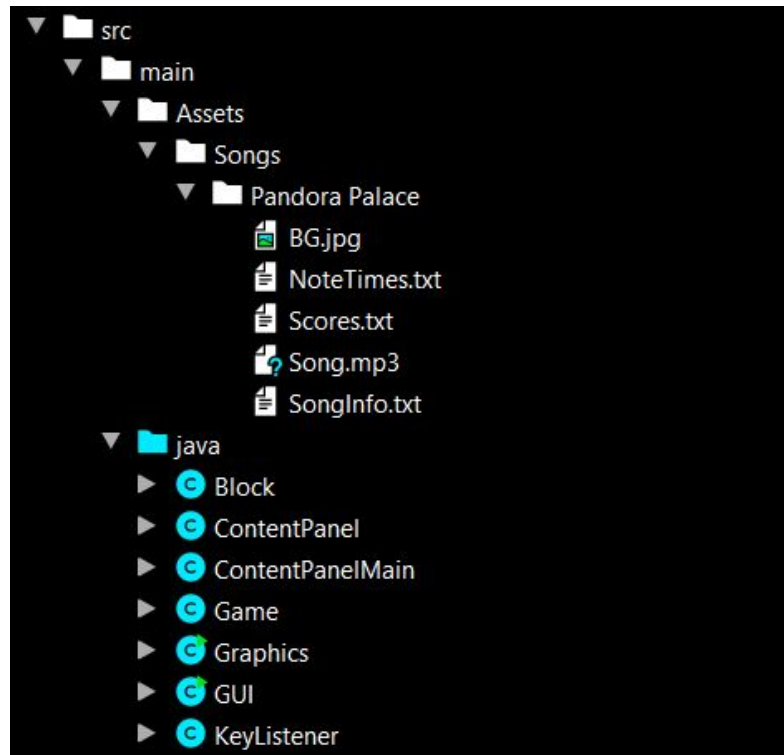 src
main
Assets
Songs
Pandora Palace
BG.jpg
NoteTimes.txt
Scores.txt
Song.mp3
SongInfo.txt
java
C Block
C ContentPanel
C ContentPanelMain
C Game
C Graphics
C GUI
C KeyListener